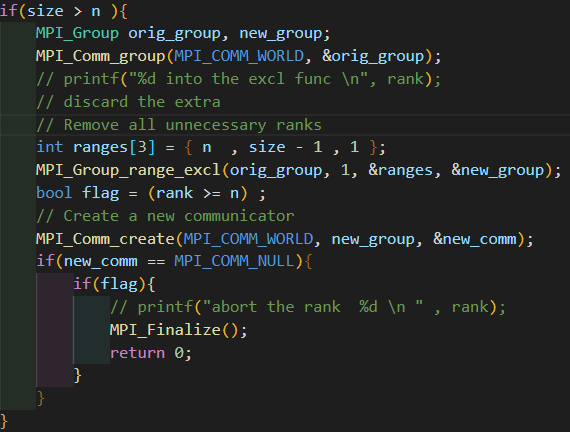 if(size > n ){
    MPI_Group orig_group, new_group;
    MPI_Comm_group(MPI_COMM_WORLD, &orig_group);
    // printf("%d into the excl func \n", rank);
    // discard the extra
    // Remove all unnecessary ranks
    int ranges[3] = { n  , size - 1 , 1 };
    MPI_Group_range_excl(orig_group, 1, &ranges, &new_group);
    bool flag = (rank >= n) ;
    // Create a new communicator
    MPI_Comm_create(MPI_COMM_WORLD, new_group, &new_comm);
    if(new_comm == MPI_COMM_NULL){
        if(flag){
            // printf("abort the rank  %d \n " , rank);
            MPI_Finalize();
            return 0;
        }
    }
}